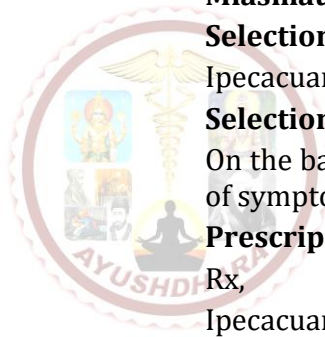 Selection
Ipecacuan
Selection
On the ba
of sympto
Prescrip
Rx,
Ipecacuan
AYUSHDHARA